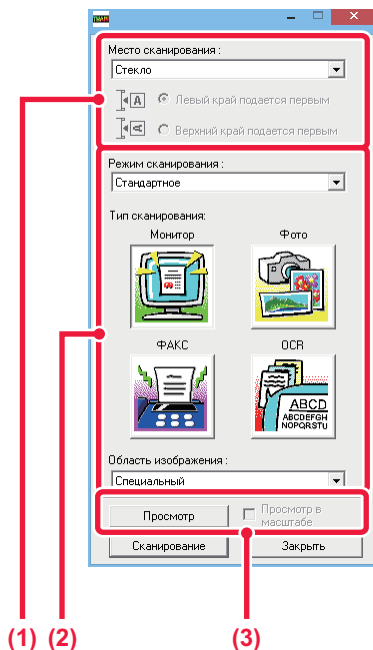 TWAIN
Место сканирования :
Стекло
A Левый край подается первым
A Верхний край подается первым
Режим сканирования :
Стандартное
Тип сканирования:
Монитор Фото
ФАКС OCR
ABCD
ABCDEFGH
NOPQRSTU
Область изображения :
Специальный
Просмотр Просмотр в
масштабе
Сканирование Закрыть
(1) (2) (3)